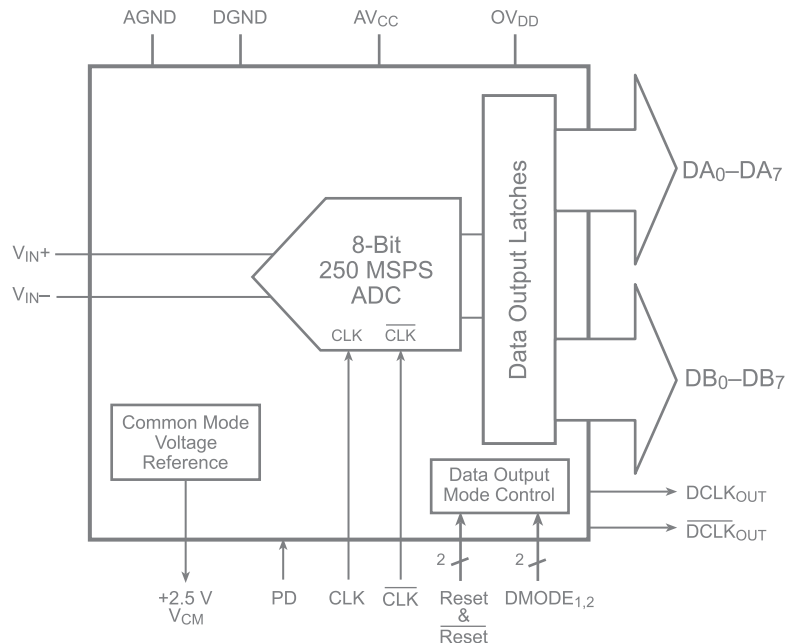 AGND DGND AVCC OVDD
DA0–DA7
8-Bit
250 MSPS
ADC
CLK CLK
Data Output Latches
VIN+
VIN–
DB0–DB7
Common Mode
Voltage
Reference
Data Output
Mode Control
DCLKOUT
DCLKOUT
2 2
+2.5 V
VCM
PD
CLK
CLK
Reset
&
Reset
DMODE1,2